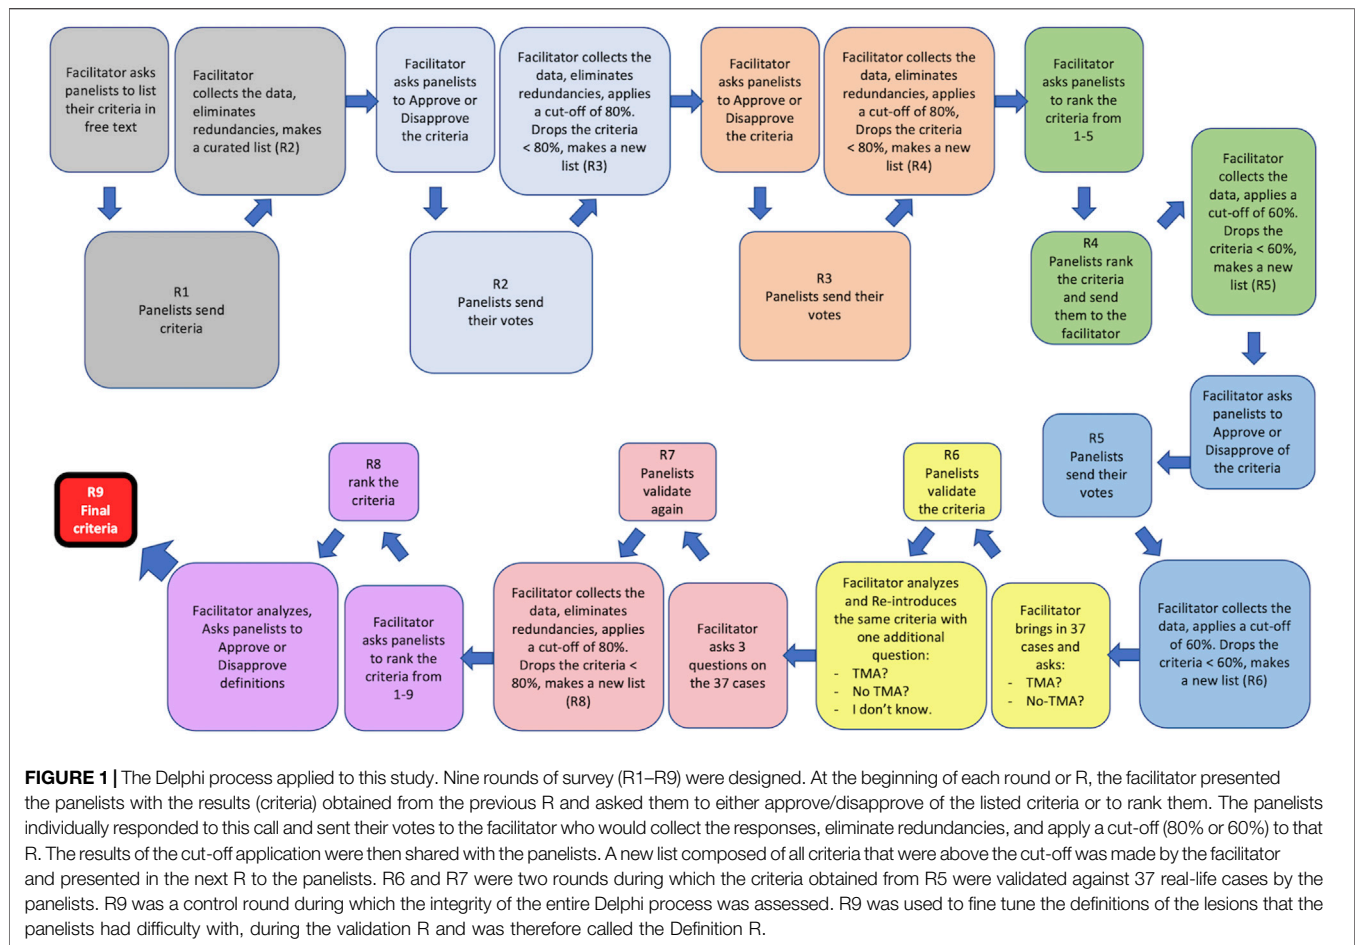 Facilitator asks
panelists to list
their criteria in
free text
Facilitator
collects the data,
eliminates
redundancies, makes
a curated list (R2)
R1
Panelists send
criteria
Facilitator
asks panelists
to Approve or
Disapprove
the criteria
Facilitator collects the
data, eliminates
redundancies, applies
a cut-off of 80%.
Drops the criteria
< 80%, makes a new
list (R3)
R2
Panelists send
their votes
Facilitator
asks panelists
to Approve or
Disapprove
the criteria
Facilitator collects the
data, eliminates
redundancies, applies
a cut-off of 80%,
Drops the criteria
< 80%, makes a new
list (R4)
R3
Panelists send their
votes
Facilitator
asks panelists
to rank the
criteria from
1-5
R4
Panelists rank
the criteria
and send
them to the
facilitator
Facilitator
collects the
data, applies a
cut-off of 60%.
Drops the
criteria < 60%,
makes a new
list (R5)
Facilitator asks
panelists to
Approve or
Disapprove of
the criteria
R5
Panelists
send their
votes
Facilitator collects the
data, applies a cut-off
of 60%. Drops the
criteria < 60%, makes
a new list (R6)
Facilitator
brings in 37
cases and
asks:
- TMA?
- No-TMA?
R6
Panelists
validate
the criteria
Facilitator analyzes
and Re-introduces
the same criteria with
one additional
question:
- TMA?
- No TMA?
- I don't know.
Facilitator
asks 3
questions on
the 37 cases
R7
Panelists
validate
again
Facilitator collects the
data, eliminates
redundancies, applies
a cut-off of 80%.
Drops the criteria <
80%, makes a new list
(R8)
Facilitator
asks panelists
to rank the
criteria from
1-9
R8
rank the
criteria
Facilitator analyzes,
Asks panelists to
Approve or
Disapprove
definitions
R9
Final
criteria
FIGURE 1 | The Delphi process applied to this study. Nine rounds of survey (R1–R9) were designed. At the beginning of each round or R, the facilitator presented
the panelists with the results (criteria) obtained from the previous R and asked them to either approve/disapprove of the listed criteria or to rank them. The panelists
individually responded to this call and sent their votes to the facilitator who would collect the responses, eliminate redundancies, and apply a cut-off (80% or 60%) to that
R. The results of the cut-off application were then shared with the panelists. A new list composed of all criteria that were above the cut-off was made by the facilitator
and presented in the next R to the panelists. R6 and R7 were two rounds during which the criteria obtained from R5 were validated against 37 real-life cases by the
panelists. R9 was a control round during which the integrity of the entire Delphi process was assessed. R9 was used to fine tune the definitions of the lesions that the
panelists had difficulty with, during the validation R and was therefore called the Definition R.